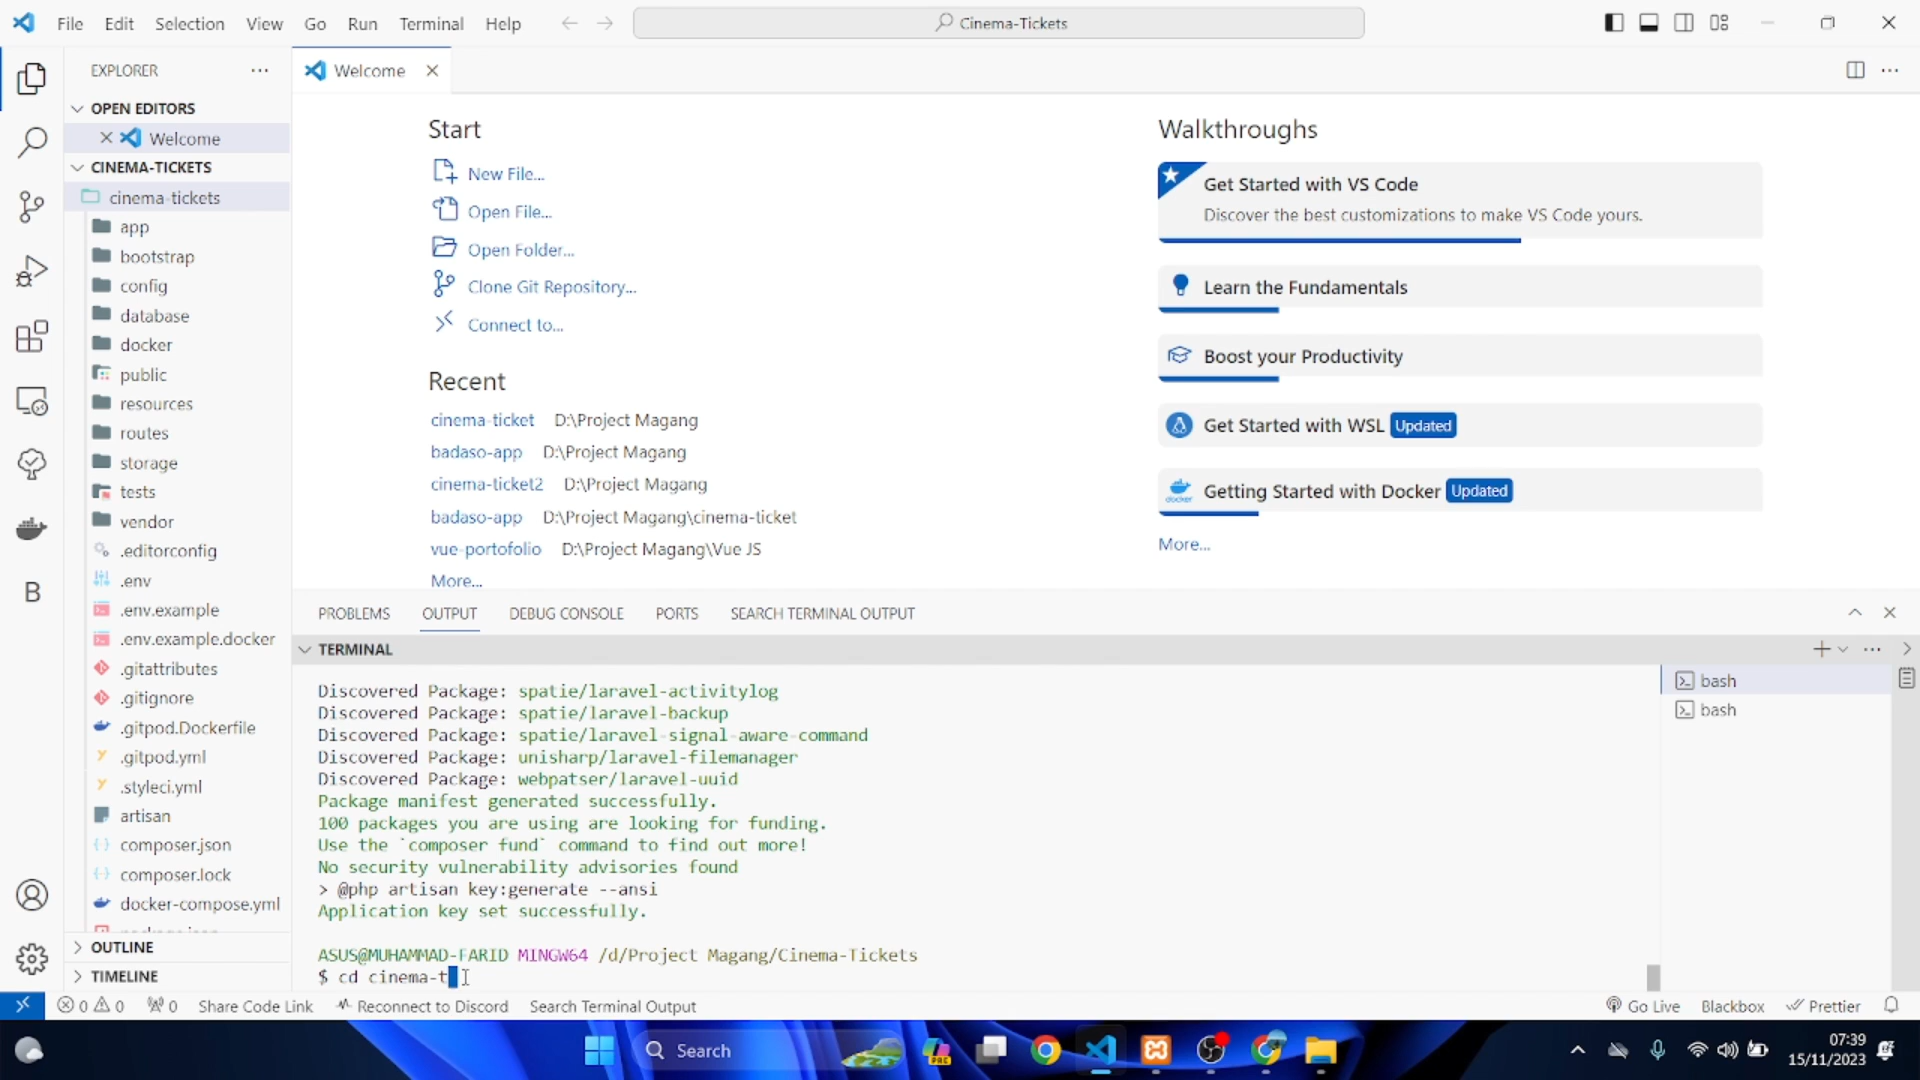 File Edit Selection View Go Run Terminal Help
Cinema-Tickets
EXPLORER
OPEN EDITORS
Welcome
CINEMA-TICKETS
cinema-tickets
app
bootstrap
config
database
docker
public
resources
routes
storage
tests
vendor
.editorconfig
.env
.env.example
.env.example.docker
.gitattributes
.gitignore
.gitpod.Dockerfile
.gitpod.yml
.styleci.yml
artisan
composer.json
composer.lock
docker-compose.yml
OUTLINE
TIMELINE
B
Welcome
Start
New File...
Open File...
Open Folder...
Clone Git Repository...
Connect to...
Recent
cinema-ticket D:\Project Magang
badaso-app D:\Project Magang
cinema-ticket2 D:\Project Magang
badaso-app D:\Project Magang\cinema-ticket
vue-portofolio D:\Project Magang\Vue JS
More...
Walkthroughs
Get Started with VS Code
Discover the best customizations to make VS Code yours.
Learn the Fundamentals
Boost your Productivity
Get Started with WSL Updated
Getting Started with Docker Updated
More...
PROBLEMS OUTPUT DEBUG CONSOLE PORTS SEARCH TERMINAL OUTPUT
TERMINAL
Discovered Package: spatie/laravel-activitylog
Discovered Package: spatie/laravel-backup
Discovered Package: spatie/laravel-signal-aware-command
Discovered Package: unisharp/laravel-filemanager
Discovered Package: webpatser/laravel-uuid
Package manifest generated successfully.
100 packages you are using are looking for funding.
Use the `composer fund` command to find out more!
No security vulnerability advisories found
> @php artisan key:generate --ansi
Application key set successfully.
ASUS@MUHAMMAD-FARID MINGW64 /d/Project Magang/Cinema-Tickets
$ cd cinema-t
bash
bash
0 0 0 Share Code Link Reconnect to Discord Search Terminal Output
Go Live Blackbox Prettier
Search
07:39
15/11/2023